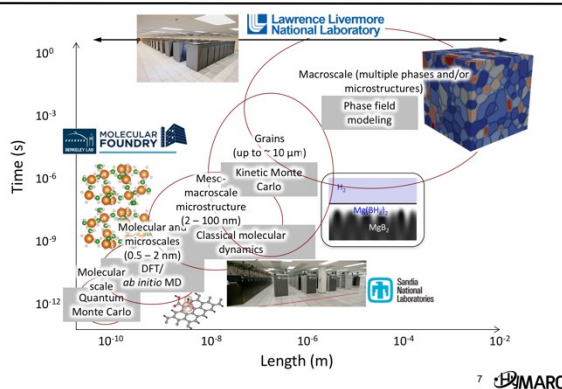 Lawrence Livermore
National Laboratory
10⁰
Macroscale (multiple phases and/or
microstructures)
Phase field
modeling
10⁻³
BERKELEY LAB
MOLECULAR
FOUNDRY
Grains
(up to ~ 10 μm)
Kinetic Monte
Carlo
Time (s)
10⁻⁶
Meso-
macroscale
microstructure
(2 – 100 nm)
H₂
Mg(BH₄)₂
MgB₂
Molecular and
microscales
(0.5 – 2 nm)
Classical molecular
dynamics
10⁻⁹
DFT/
ab initio MD
Molecular
scale
Quantum
Monte Carlo
Sandia
National
Laboratories
10⁻¹²
10⁻¹⁰
10⁻⁸
10⁻⁶
10⁻⁴
10⁻²
Length (m)
7
HyMARC